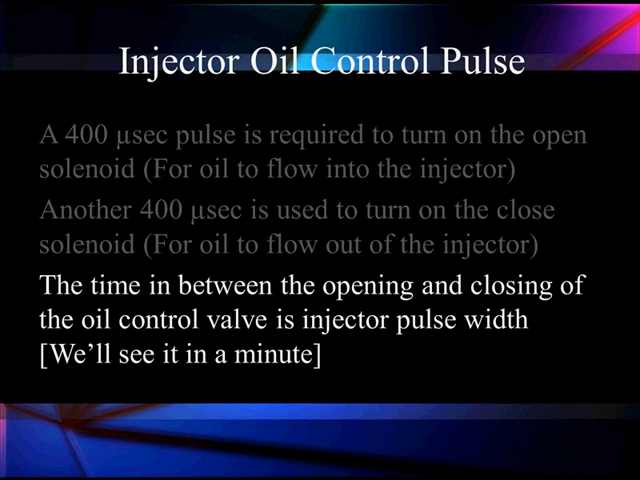 Injector Oil Control Pulse
A 400 µsec pulse is required to turn on the open
solenoid (For oil to flow into the injector)
Another 400 µsec is used to turn on the close
solenoid (For oil to flow out of the injector)
The time in between the opening and closing of
the oil control valve is injector pulse width
[We’ll see it in a minute]